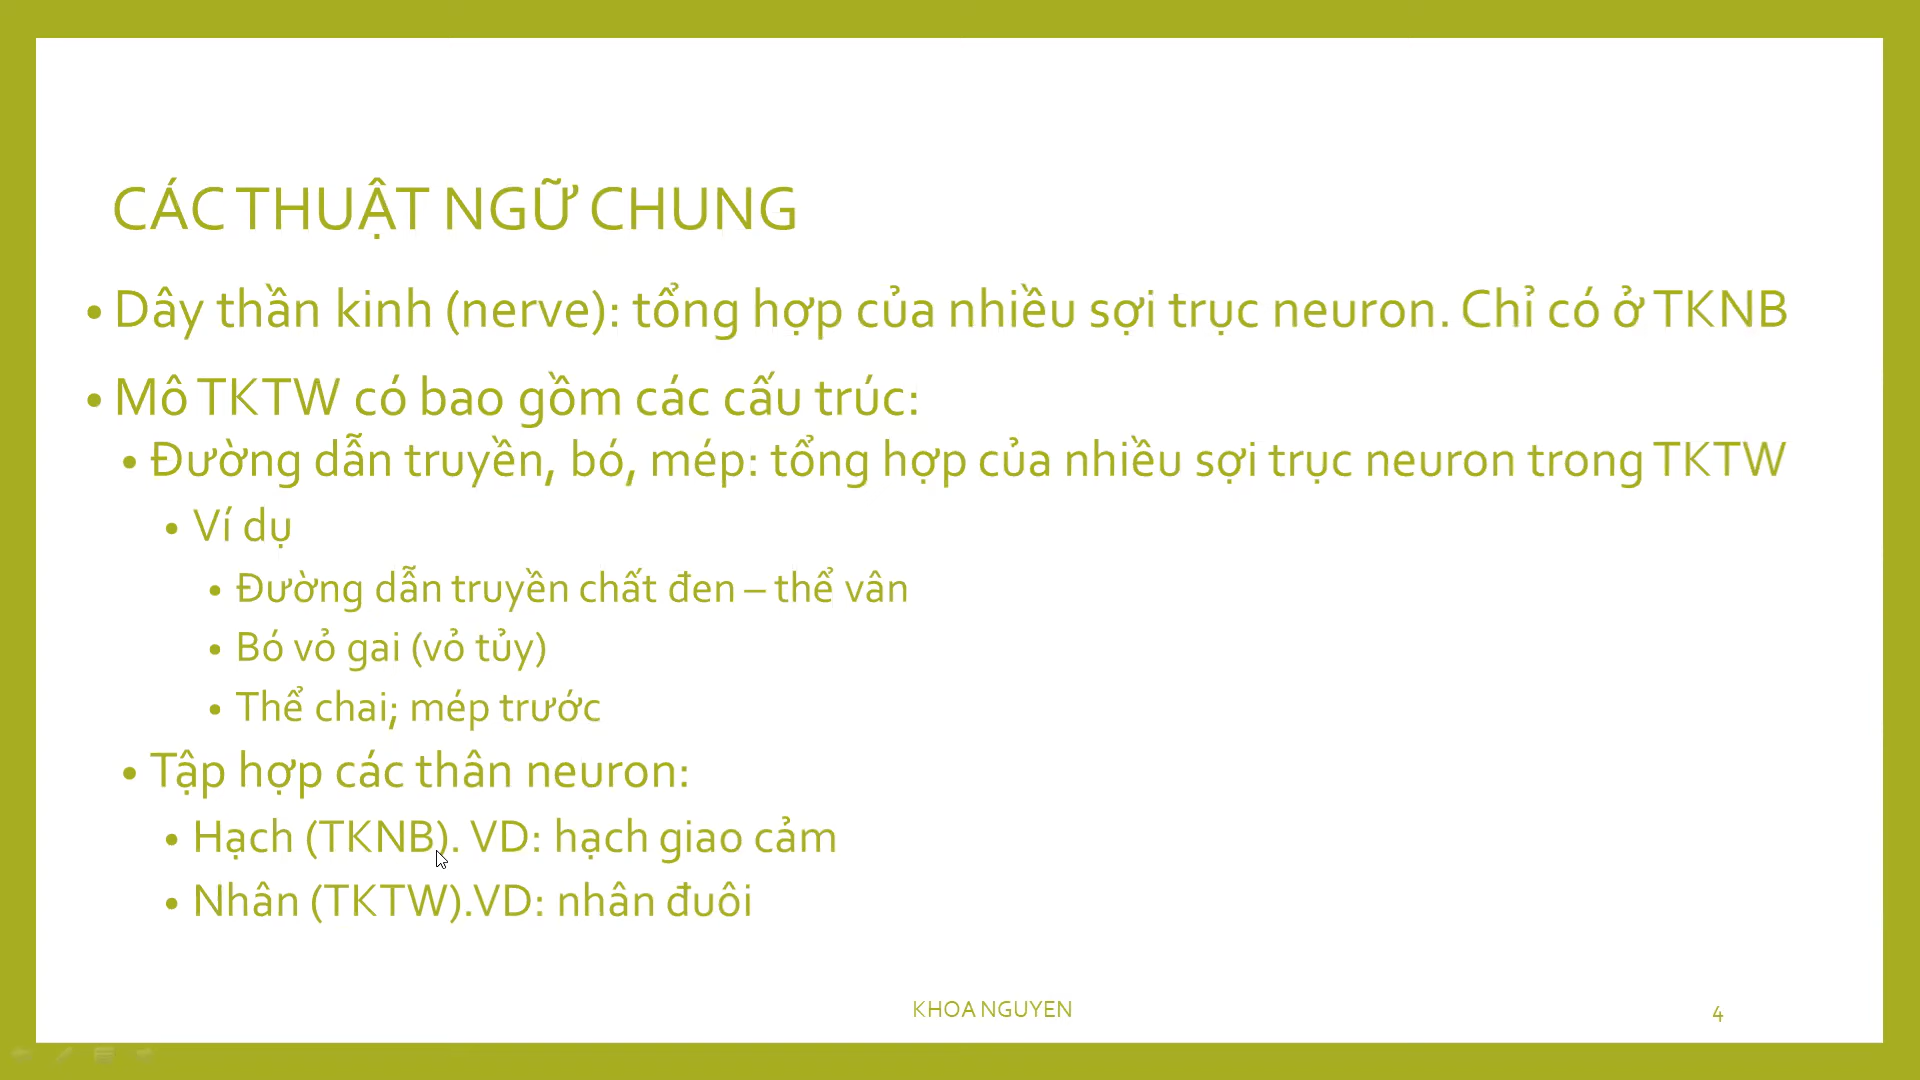 CÁC THUẬT NGỮ CHUNG
• Dây thần kinh (nerve): tổng hợp của nhiều sợi trục neuron. Chỉ có ở TKNB
• Mô TKTW có bao gồm các cấu trúc:
• Đường dẫn truyền, bó, mép: tổng hợp của nhiều sợi trục neuron trong TKTW
• Ví dụ
• Đường dẫn truyền chất đen – thể vân
• Bó vỏ gai (vỏ tủy)
• Thể chai; mép trước
• Tập hợp các thân neuron:
• Hạch (TKNB). VD: hạch giao cảm
• Nhân (TKTW).VD: nhân đuôi
KHOA NGUYEN
4